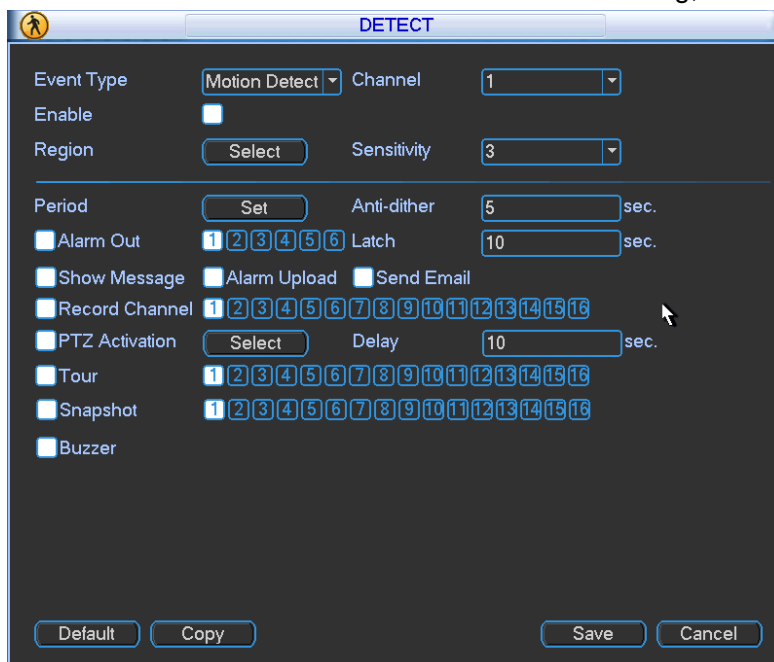 DETECT
Event Type Motion Detect Channel 1
Enable
Region Select Sensitivity 3
Period Set Anti-dither 5 sec.
Alarm Out 1 2 3 4 5 6 Latch 10 sec.
Show Message Alarm Upload Send Email
Record Channel 1 2 3 4 5 6 7 8 9 10 11 12 13 14 15 16
PTZ Activation Select Delay 10 sec.
Tour 1 2 3 4 5 6 7 8 9 10 11 12 13 14 15 16
Snapshot 1 2 3 4 5 6 7 8 9 10 11 12 13 14 15 16
Buzzer
Default Copy Save Cancel